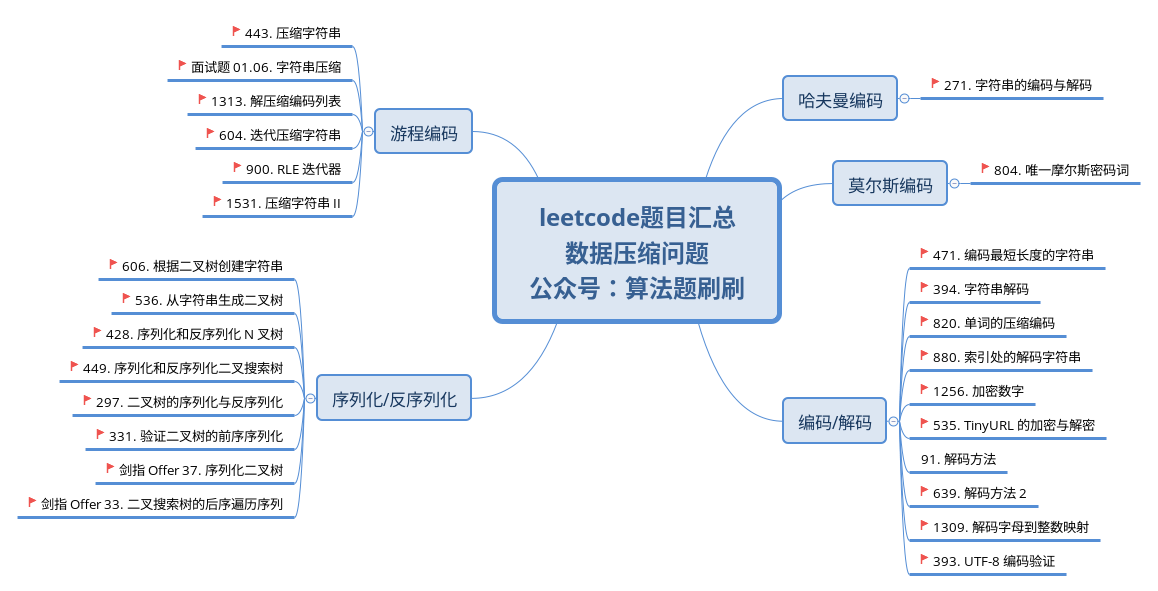 leetcode题目汇总
数据压缩问题
公众号：算法题刷刷
游程编码
443. 压缩字符串
面试题 01.06. 字符串压缩
1313. 解压缩编码列表
604. 迭代压缩字符串
900. RLE 迭代器
1531. 压缩字符串 II
序列化/反序列化
606. 根据二叉树创建字符串
536. 从字符串生成二叉树
428. 序列化和反序列化 N 叉树
449. 序列化和反序列化二叉搜索树
297. 二叉树的序列化与反序列化
331. 验证二叉树的前序序列化
剑指 Offer 37. 序列化二叉树
剑指 Offer 33. 二叉搜索树的后序遍历序列
哈夫曼编码
271. 字符串的编码与解码
莫尔斯编码
804. 唯一摩尔斯密码词
编码/解码
471. 编码最短长度的字符串
394. 字符串解码
820. 单词的压缩编码
880. 索引处的解码字符串
1256. 加密数字
535. TinyURL 的加密与解密
91. 解码方法
639. 解码方法 2
1309. 解码字母到整数映射
393. UTF-8 编码验证